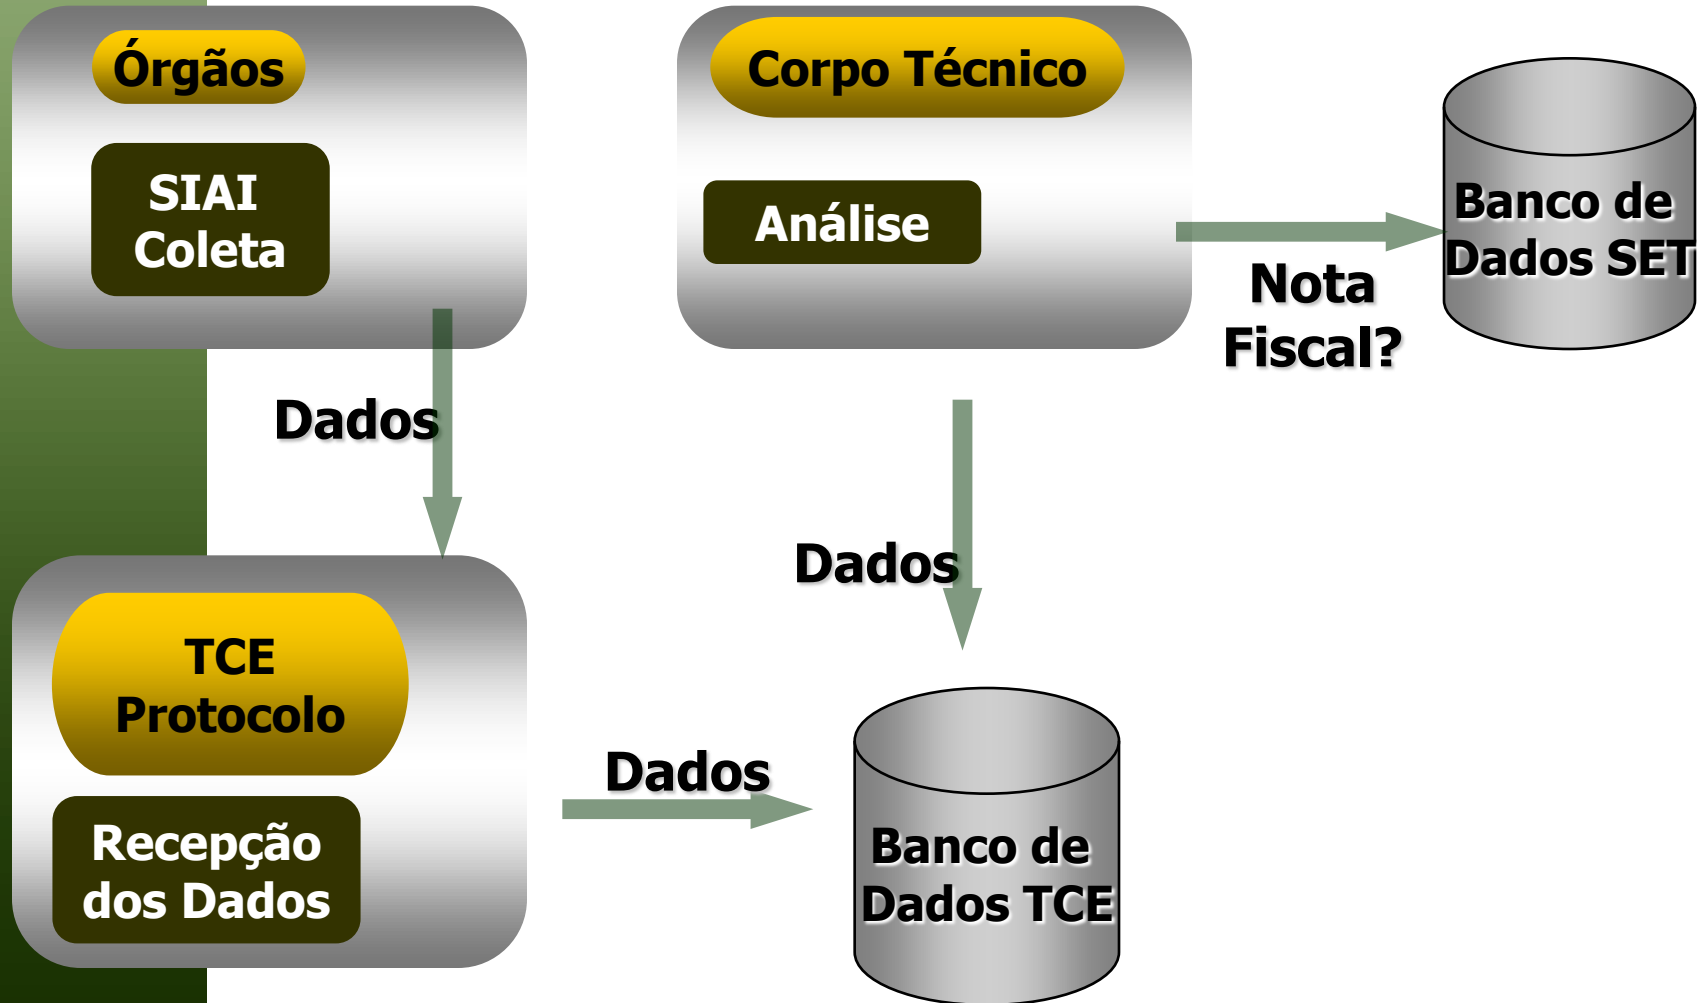 Órgãos
SIAI
Coleta
Corpo Técnico
Análise
Nota
Fiscal?
Banco de
Dados SET
Dados
Dados
TCE
Protocolo
Recepção
dos Dados
Dados
Banco de
Dados TCE